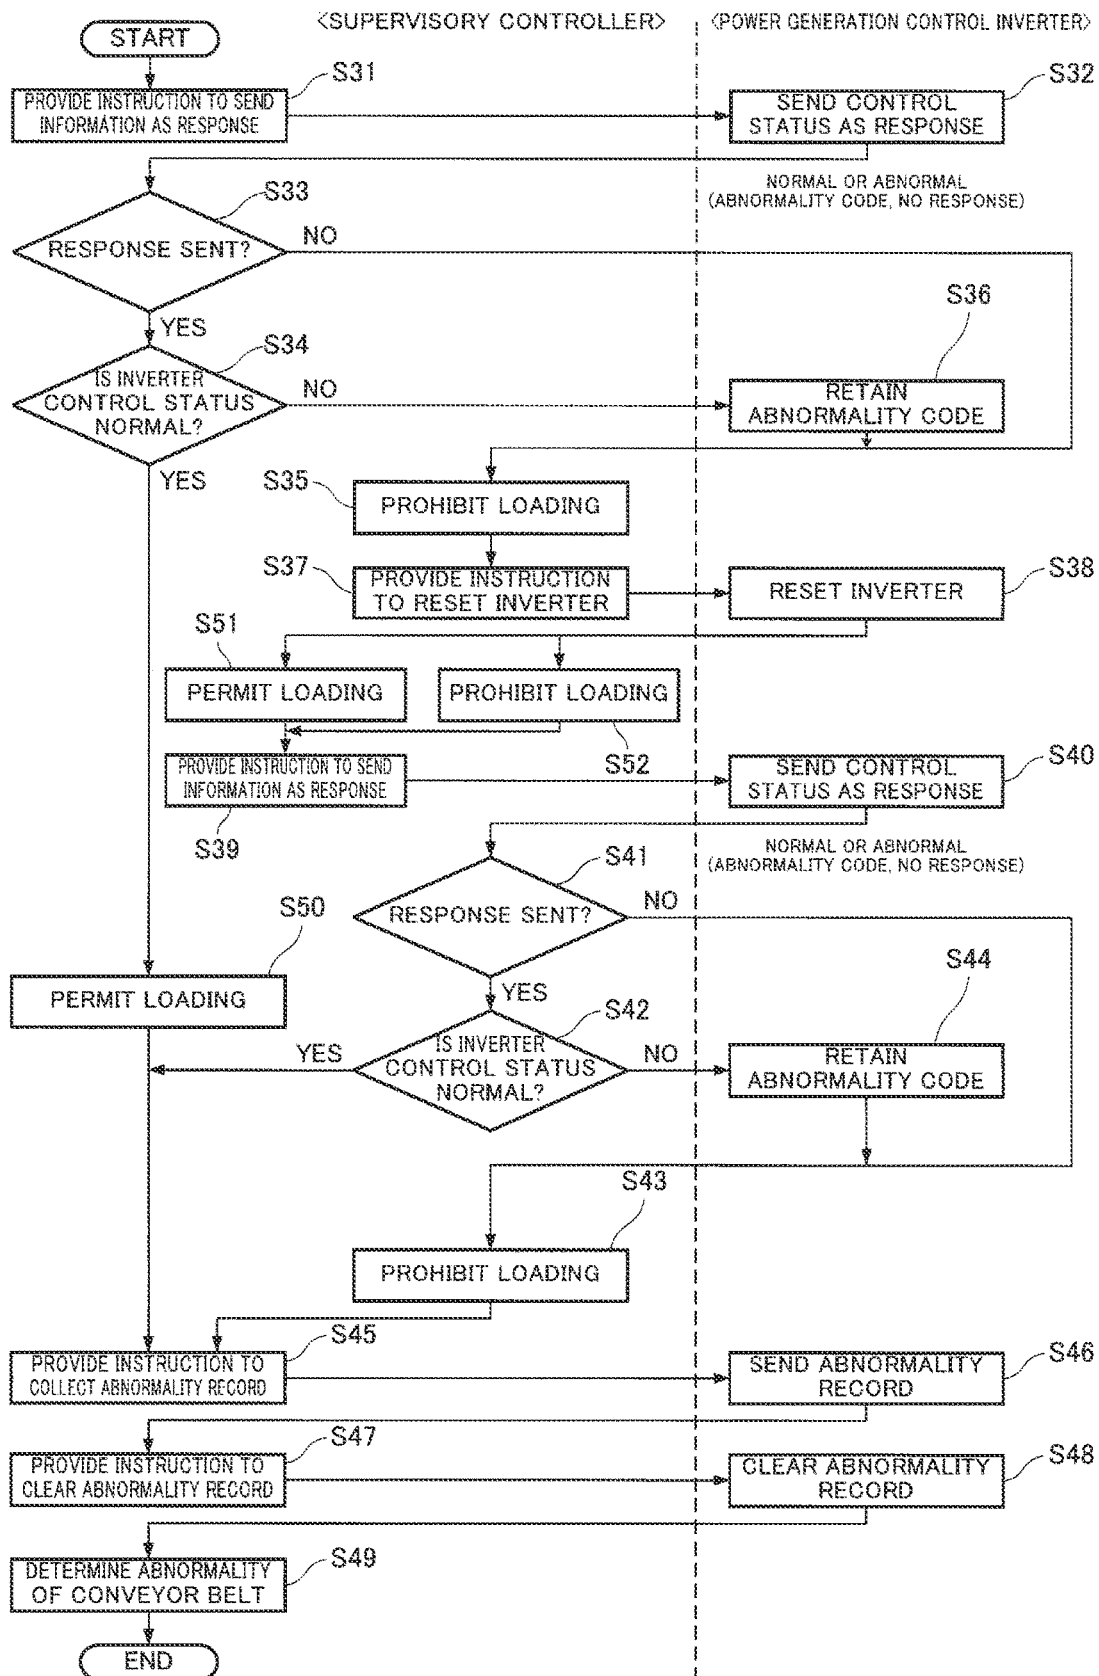 <SUPERVISORY CONTROLLER>
<POWER GENERATION CONTROL INVERTER>
START
S31
PROVIDE INSTRUCTION TO SEND
INFORMATION AS RESPONSE
S32
SEND CONTROL
STATUS AS RESPONSE
NORMAL OR ABNORMAL
(ABNORMALITY CODE, NO RESPONSE)
S33
RESPONSE SENT?
NO
YES
S34
IS INVERTER
CONTROL STATUS
NORMAL?
NO
YES
S36
RETAIN
ABNORMALITY CODE
S35
PROHIBIT LOADING
S37
PROVIDE INSTRUCTION
TO RESET INVERTER
S38
RESET INVERTER
S51
PERMIT LOADING
PROHIBIT LOADING
S52
PROVIDE INSTRUCTION TO SEND
INFORMATION AS RESPONSE
S39
S40
SEND CONTROL
STATUS AS RESPONSE
NORMAL OR ABNORMAL
(ABNORMALITY CODE, NO RESPONSE)
S41
RESPONSE SENT?
NO
YES
S50
PERMIT LOADING
S42
IS INVERTER
CONTROL STATUS
NORMAL?
YES
NO
S44
RETAIN
ABNORMALITY CODE
S43
PROHIBIT LOADING
S45
PROVIDE INSTRUCTION TO
COLLECT ABNORMALITY RECORD
S46
SEND ABNORMALITY
RECORD
S47
PROVIDE INSTRUCTION TO
CLEAR ABNORMALITY RECORD
S48
CLEAR ABNORMALITY
RECORD
S49
DETERMINE ABNORMALITY
OF CONVEYOR BELT
END